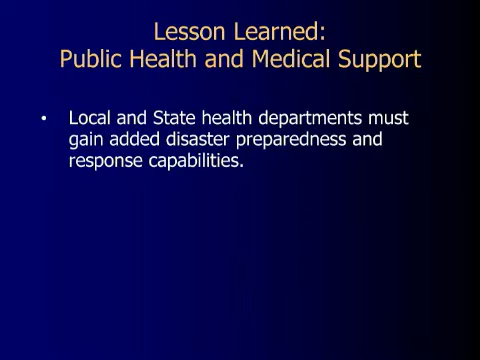 Lesson Learned:
Public Health and Medical Support
• Local and State health departments must
gain added disaster preparedness and
response capabilities.